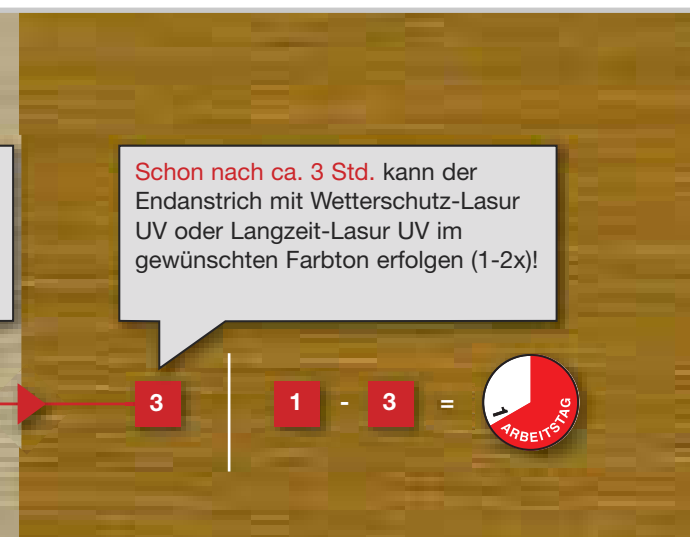 Schon nach ca. 3 Std. kann der
Endanstrich mit Wetterschutz-Lasur
UV oder Langzeit-Lasur UV im
gewünschten Farbton erfolgen (1-2x)!
3
1 - 3 =
1 ARBEITSTAG